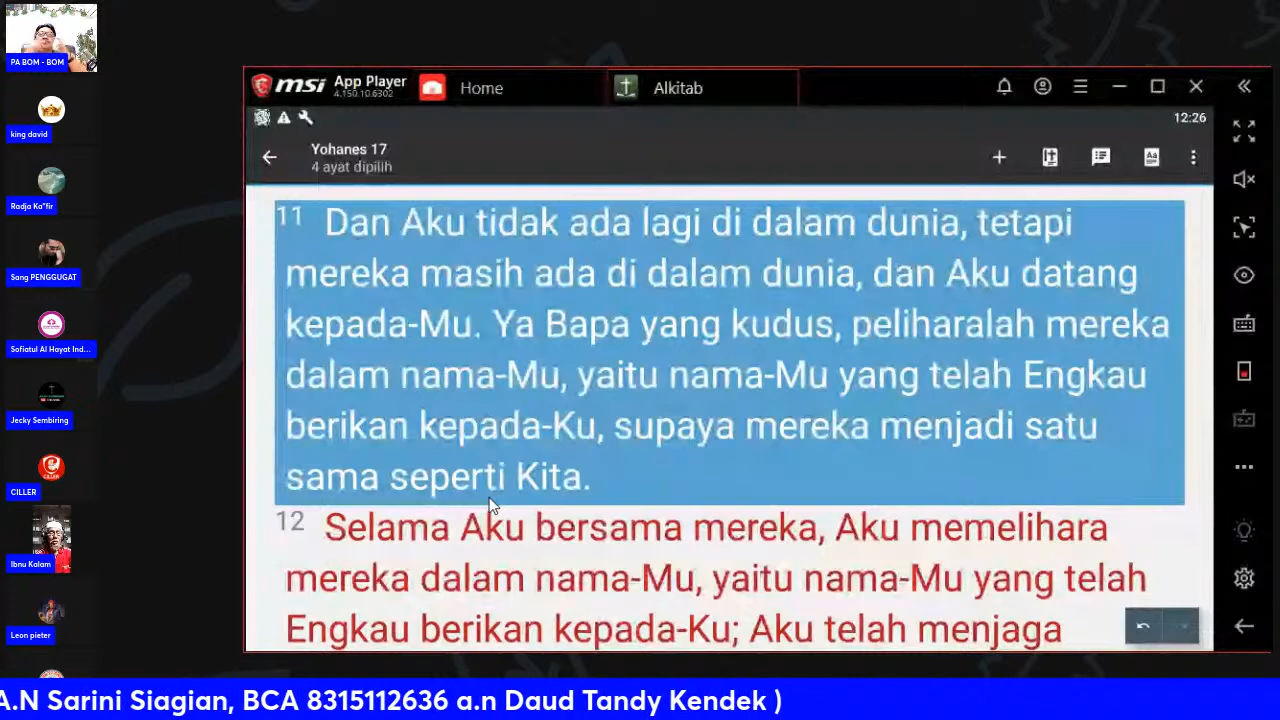 PA BOM - BOM
king david
Radja Ka"fir
Sang PENGGUGAT
Sofiatul Al Hayat Ind...
Jecky Sembiring
CILLER
Ibnu Kalam
Leon pieter
msi App Player
4.150.10.6302
Home
Alkitab
12:26
Yohanes 17
4 ayat dipilih
11 Dan Aku tidak ada lagi di dalam dunia, tetapi
mereka masih ada di dalam dunia, dan Aku datang
kepada-Mu. Ya Bapa yang kudus, peliharalah mereka
dalam nama-Mu, yaitu nama-Mu yang telah Engkau
berikan kepada-Ku, supaya mereka menjadi satu
sama seperti Kita.
12 Selama Aku bersama mereka, Aku memelihara
mereka dalam nama-Mu, yaitu nama-Mu yang telah
Engkau berikan kepada-Ku; Aku telah menjaga
A.N Sarini Siagian, BCA 8315112636 a.n Daud Tandy Kendek )